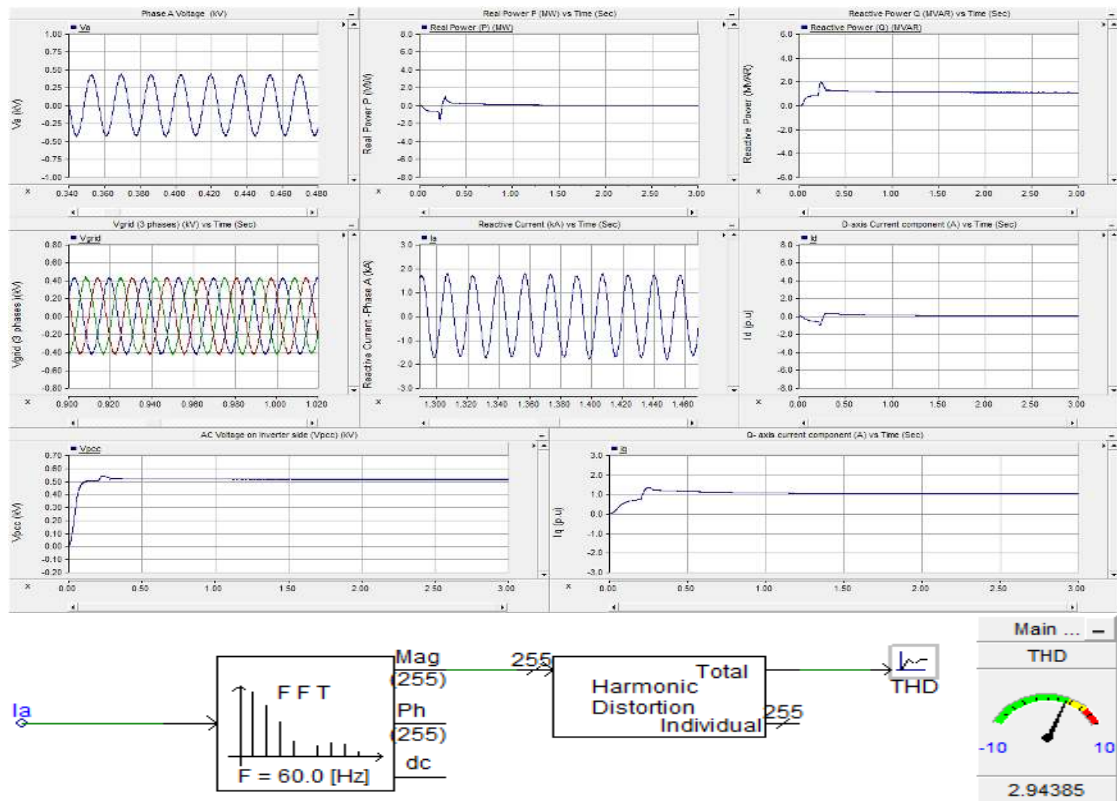 Phase A Voltage (kV)
Va
Va (kV)
1.00
0.75
0.50
0.25
0.00
-0.25
-0.50
-0.75
-1.00
x 0.340 0.360 0.380 0.400 0.420 0.440 0.460 0.480
Real Power P (MW) vs Time (Sec)
Real Power (P) (MW)
Real Power P (MW)
8.0
6.0
4.0
2.0
0.0
-2.0
-4.0
-6.0
-8.0
x 0.00 0.50 1.00 1.50 2.00 2.50 3.00
Reactive Power Q (MVAR) vs Time (Sec)
Reactive Power (Q) (MVAR)
Reactive Power (MVAR)
6.0
4.0
2.0
0.0
-2.0
-4.0
-6.0
x 0.00 0.50 1.00 1.50 2.00 2.50 3.00
Vgrid (3 phases) (kV) vs Time (Sec)
Vgrid
Vgrid (3 phases )(kV)
0.80
0.60
0.40
0.20
0.00
-0.20
-0.40
-0.60
-0.80
x 0.900 0.920 0.940 0.960 0.980 1.000 1.020
Reactive Current (kA) vs Time (Sec)
Ia
Reactive Current -Phase A (kA)
3.0
2.0
1.0
0.0
-1.0
-2.0
-3.0
x 1.300 1.320 1.340 1.360 1.380 1.400 1.420 1.440 1.460
D-axis Current component (A) vs Time (Sec)
Id
Id (p.u)
8.0
6.0
4.0
2.0
0.0
-2.0
-4.0
-6.0
-8.0
x 0.00 0.50 1.00 1.50 2.00 2.50 3.00
AC Voltage on Inverter side (Vpcc) (kV)
Vpcc
Vpcc (kV)
0.70
0.60
0.50
0.40
0.30
0.20
0.10
0.00
-0.10
-0.20
x 0.00 0.50 1.00 1.50 2.00 2.50 3.00
Q- axis current component (A) vs Time (Sec)
Iq
Iq (p.u)
3.0
2.0
1.0
0.0
-1.0
-2.0
-3.0
x 0.00 0.50 1.00 1.50 2.00 2.50 3.00
Ia
F F T
F = 60.0 [Hz]
Mag
(255)
Ph
(255)
dc
255
Harmonic
Distortion
Total
Individual
255
THD
Main ...
THD
-10 10
2.94385